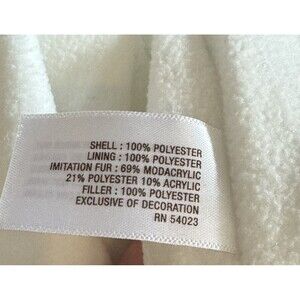 SHELL : 100% POLYESTER
LINING : 100% POLYESTER
IMITATION FUR : 69% MODACRYLIC
21% POLYESTER 10% ACRYLIC
FILLER : 100% POLYESTER
EXCLUSIVE OF DECORATION
RN 54023